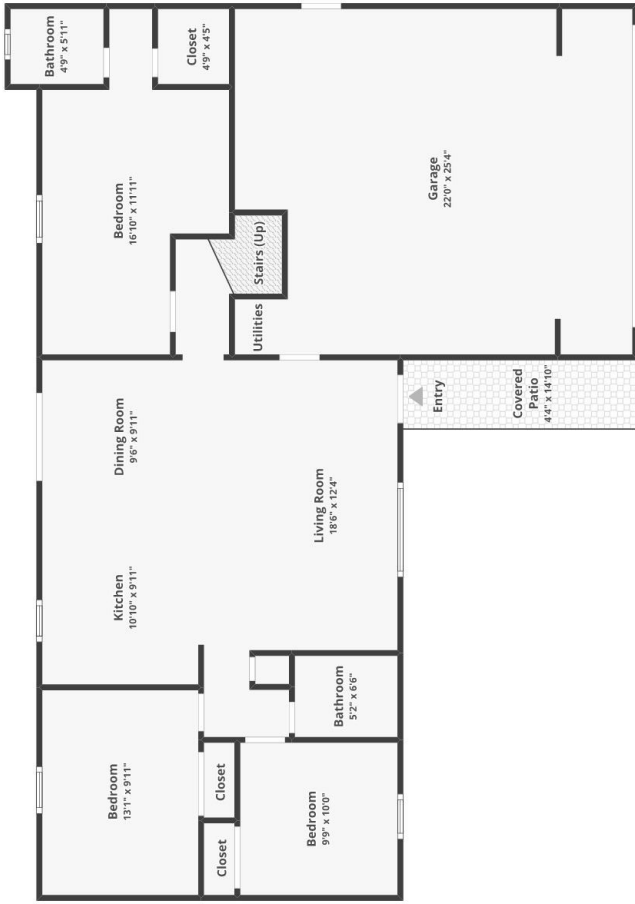 Bathroom
4'9" x 5'11"
Closet
4'9" x 4'5"
Bedroom
16'10" x 11'11"
Garage
22'0" x 25'4"
Stairs (Up)
Utilities
Dining Room
9'6" x 9'11"
Entry
Covered
Patio
4'4" x 14'10"
Living Room
18'6" x 12'4"
Kitchen
10'10" x 9'11"
Bathroom
5'2" x 6'6"
Bedroom
13'1" x 9'11"
Closet
Closet
Bedroom
9'9" x 10'0"